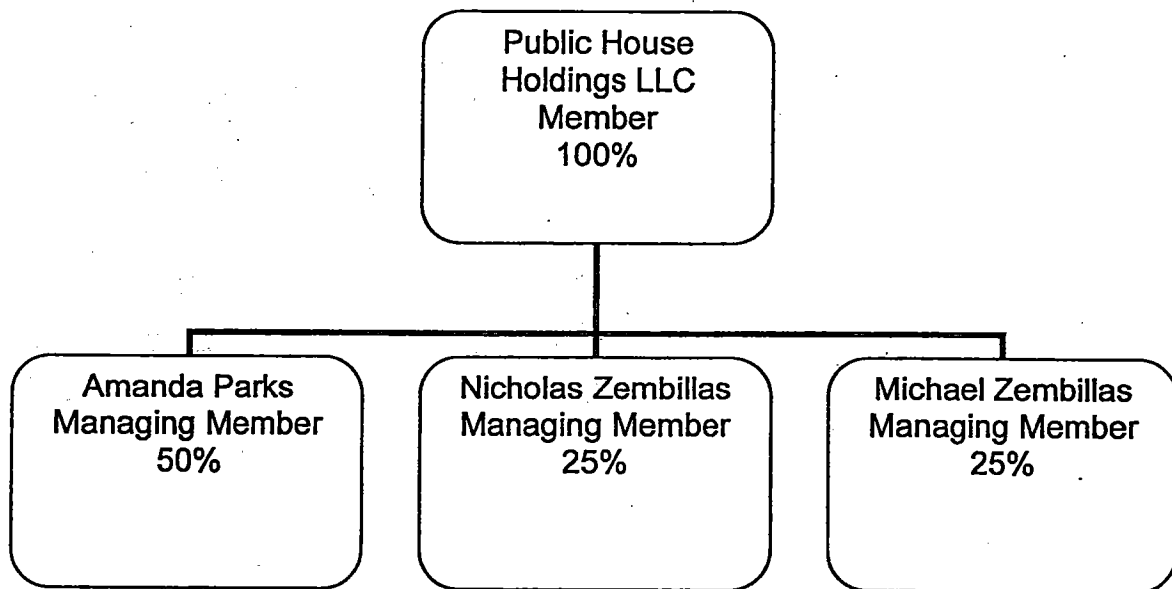 Public House
Holdings LLC
Member
100%
Amanda Parks
Managing Member
50%
Nicholas Zembillas
Managing Member
25%
Michael Zembillas
Managing Member
25%